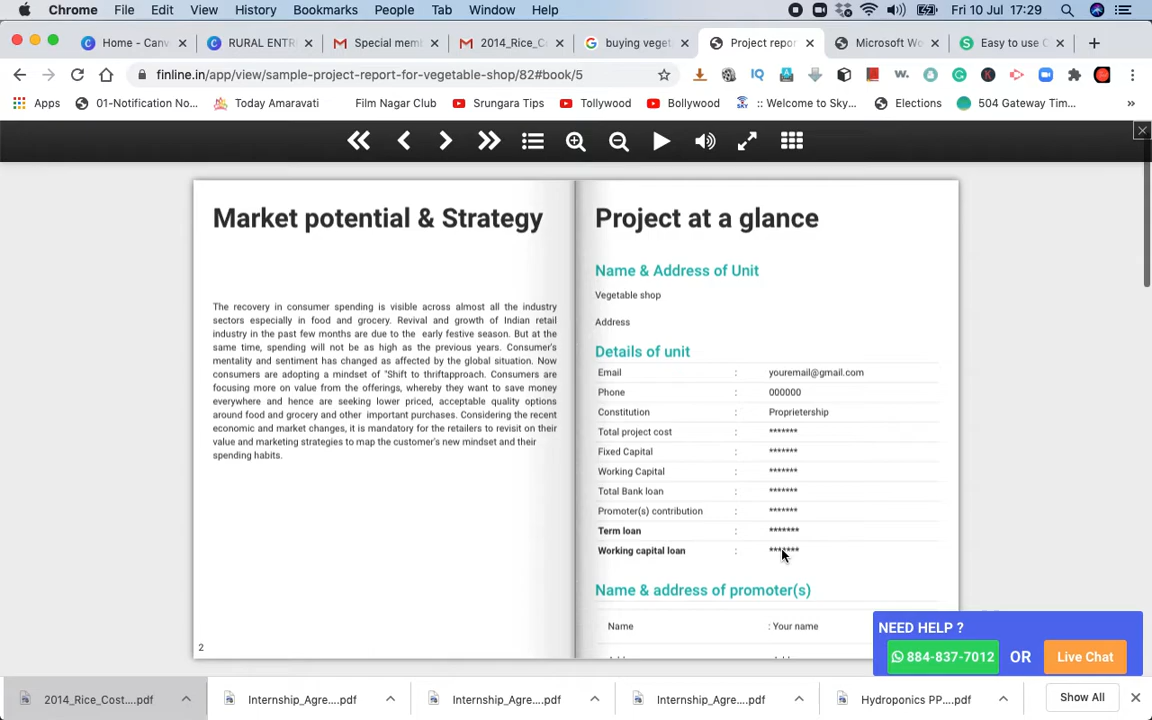 Chrome File Edit View History Bookmarks People Tab Window Help Fri 10 Jul 17:29
Home - Canv RURAL ENTR Special memb 2014_Rice_C buying veget Project repor Microsoft Wo Easy to use C
finline.in/app/view/sample-project-report-for-vegetable-shop/82#book/5
Apps 01-Notification No... Today Amaravati Film Nagar Club Srungara Tips Tollywood Bollywood :: Welcome to Sky... Elections 504 Gateway Tim...
Market potential & Strategy
The recovery in consumer spending is visible across almost all the industry
sectors especially in food and grocery. Revival and growth of Indian retail
industry in the past few months are due to the early festive season. But at the
same time, spending will not be as high as the previous years. Consumer's
mentality and sentiment has changed as affected by the global situation. Now
consumers are adopting a mindset of "Shift to thriftapproach. Consumers are
focusing more on value from the offerings, whereby they want to save money
everywhere and hence are seeking lower priced, acceptable quality options
around food and grocery and other important purchases. Considering the recent
economic and market changes, it is mandatory for the retailers to revisit on their
value and marketing strategies to map the customer's new mindset and their
spending habits.
2
Project at a glance
Name & Address of Unit
Vegetable shop
Address
Details of unit
Email : youremail@gmail.com
Phone : 000000
Constitution : Proprietership
Total project cost : *******
Fixed Capital : *******
Working Capital : *******
Total Bank loan : *******
Promoter(s) contribution : *******
Term loan : *******
Working capital loan : *******
Name & address of promoter(s)
Name : Your name
NEED HELP ?
884-837-7012 OR Live Chat
2014_Rice_Cost....pdf Internship_Agre....pdf Internship_Agre....pdf Internship_Agre....pdf Hydroponics PP....pdf Show All